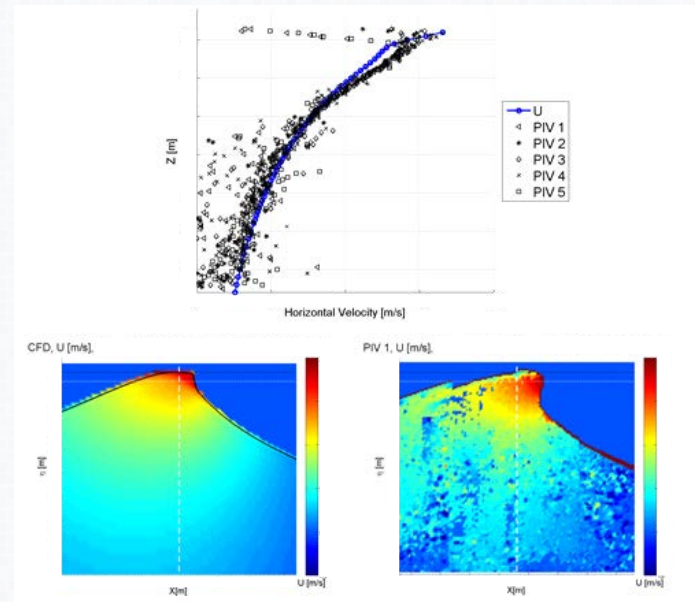 Z [m]
U
PIV 1
PIV 2
PIV 3
PIV 4
PIV 5
Horizontal Velocity [m/s]
CFD, U [m/s],
PIV 1, U [m/s],
η [m]
η [m]
X[m]
U [m/s]
X[m]
U [m/s]